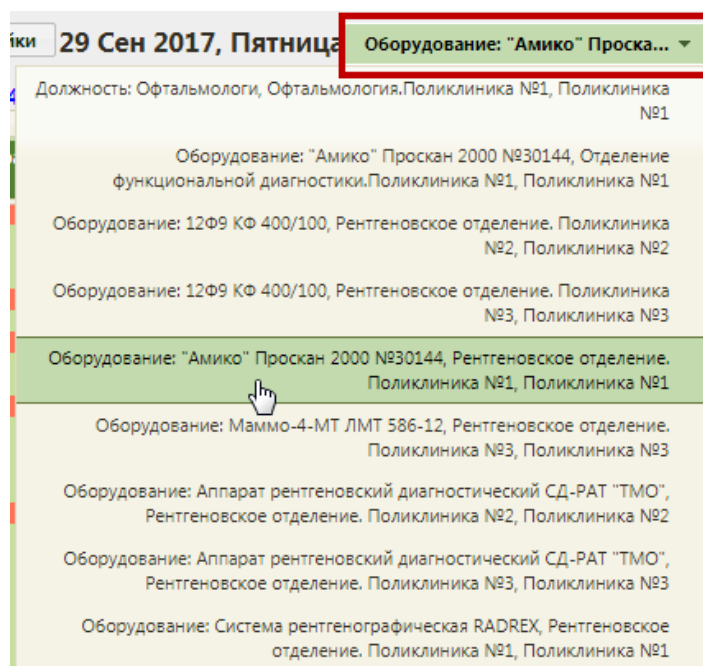 йки 29 Сен 2017, Пятница Оборудование: "Амико" Проска...
Должность: Офтальмологи, Офтальмология.Поликлиника №1, Поликлиника
№1
Оборудование: "Амико" Проскан 2000 №30144, Отделение
функциональной диагностики.Поликлиника №1, Поликлиника №1
Оборудование: 12Ф9 КФ 400/100, Рентгеновское отделение. Поликлиника
№2, Поликлиника №2
Оборудование: 12Ф9 КФ 400/100, Рентгеновское отделение. Поликлиника
№3, Поликлиника №3
Оборудование: "Амико" Проскан 2000 №30144, Рентгеновское отделение.
Поликлиника №1, Поликлиника №1
Оборудование: Маммо-4-МТ ЛМТ 586-12, Рентгеновское отделение.
Поликлиника №3, Поликлиника №3
Оборудование: Аппарат рентгеновский диагностический СД-РАТ "ТМО",
Рентгеновское отделение. Поликлиника №2, Поликлиника №2
Оборудование: Аппарат рентгеновский диагностический СД-РАТ "ТМО",
Рентгеновское отделение. Поликлиника №3, Поликлиника №3
Оборудование: Система рентгенографическая RADREX, Рентгеновское
отделение. Поликлиника №1, Поликлиника №1